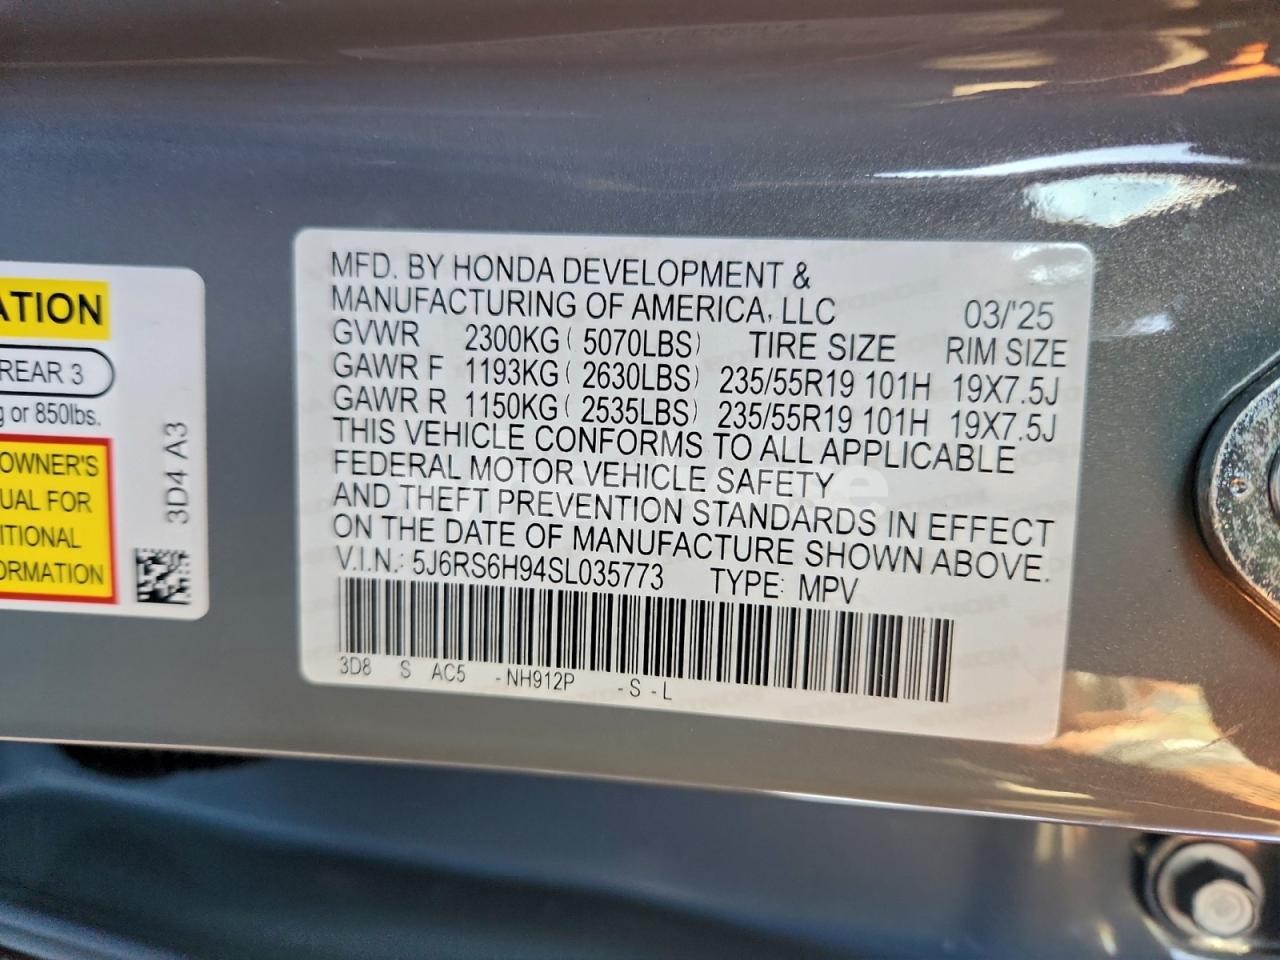 ATION
REAR 3
g or 850lbs.
OWNER'S
UAL FOR
ITIONAL
ORMATION
3D4 A3
MFD. BY HONDA DEVELOPMENT &
MANUFACTURING OF AMERICA, LLC 03/'25
GVWR 2300KG ( 5070LBS) TIRE SIZE RIM SIZE
GAWR F 1193KG ( 2630LBS) 235/55R19 101H 19X7.5J
GAWR R 1150KG ( 2535LBS) 235/55R19 101H 19X7.5J
THIS VEHICLE CONFORMS TO ALL APPLICABLE
FEDERAL MOTOR VEHICLE SAFETY
AND THEFT PREVENTION STANDARDS IN EFFECT
ON THE DATE OF MANUFACTURE SHOWN ABOVE.
V.I.N.: 5J6RS6H94SL035773 TYPE: MPV
3D8 S AC5 - NH912P - S - L